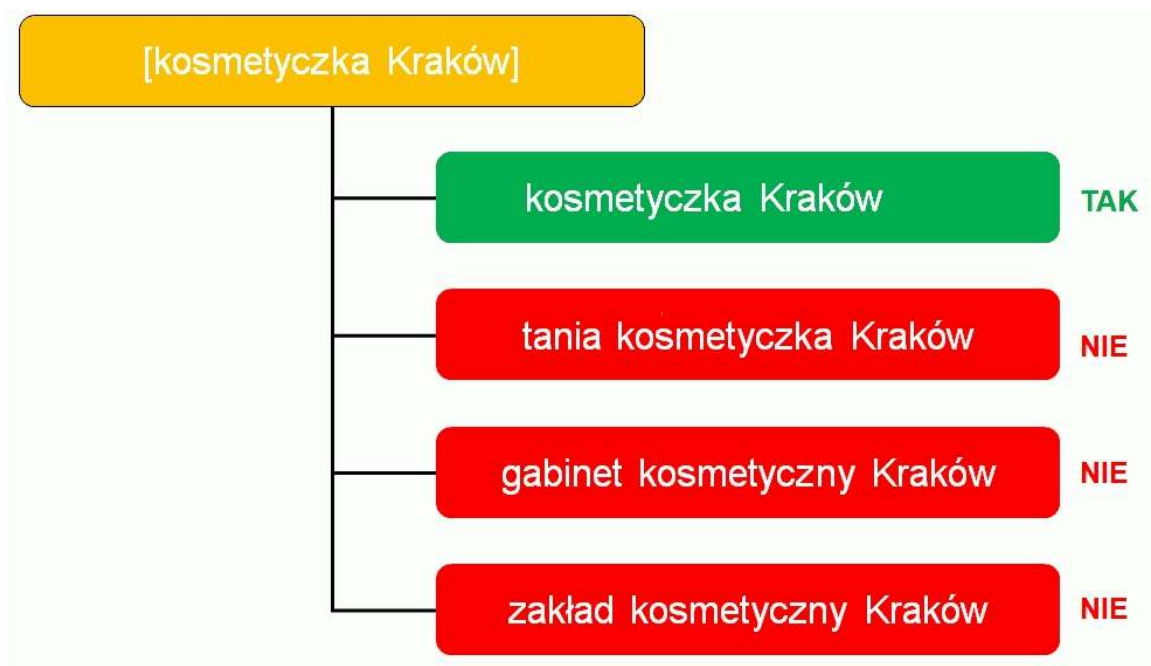 [kosmetyczka Kraków]
kosmetyczka Kraków TAK
tania kosmetyczka Kraków NIE
gabinet kosmetyczny Kraków NIE
zakład kosmetyczny Kraków NIE